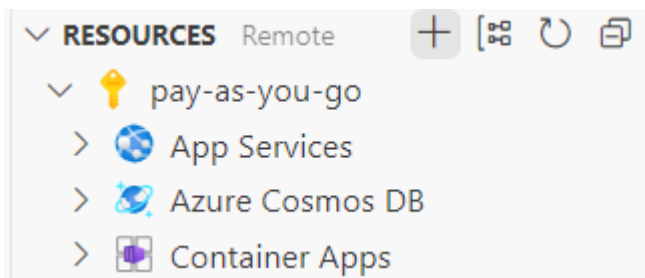 RESOURCES Remote
pay-as-you-go
App Services
Azure Cosmos DB
Container Apps